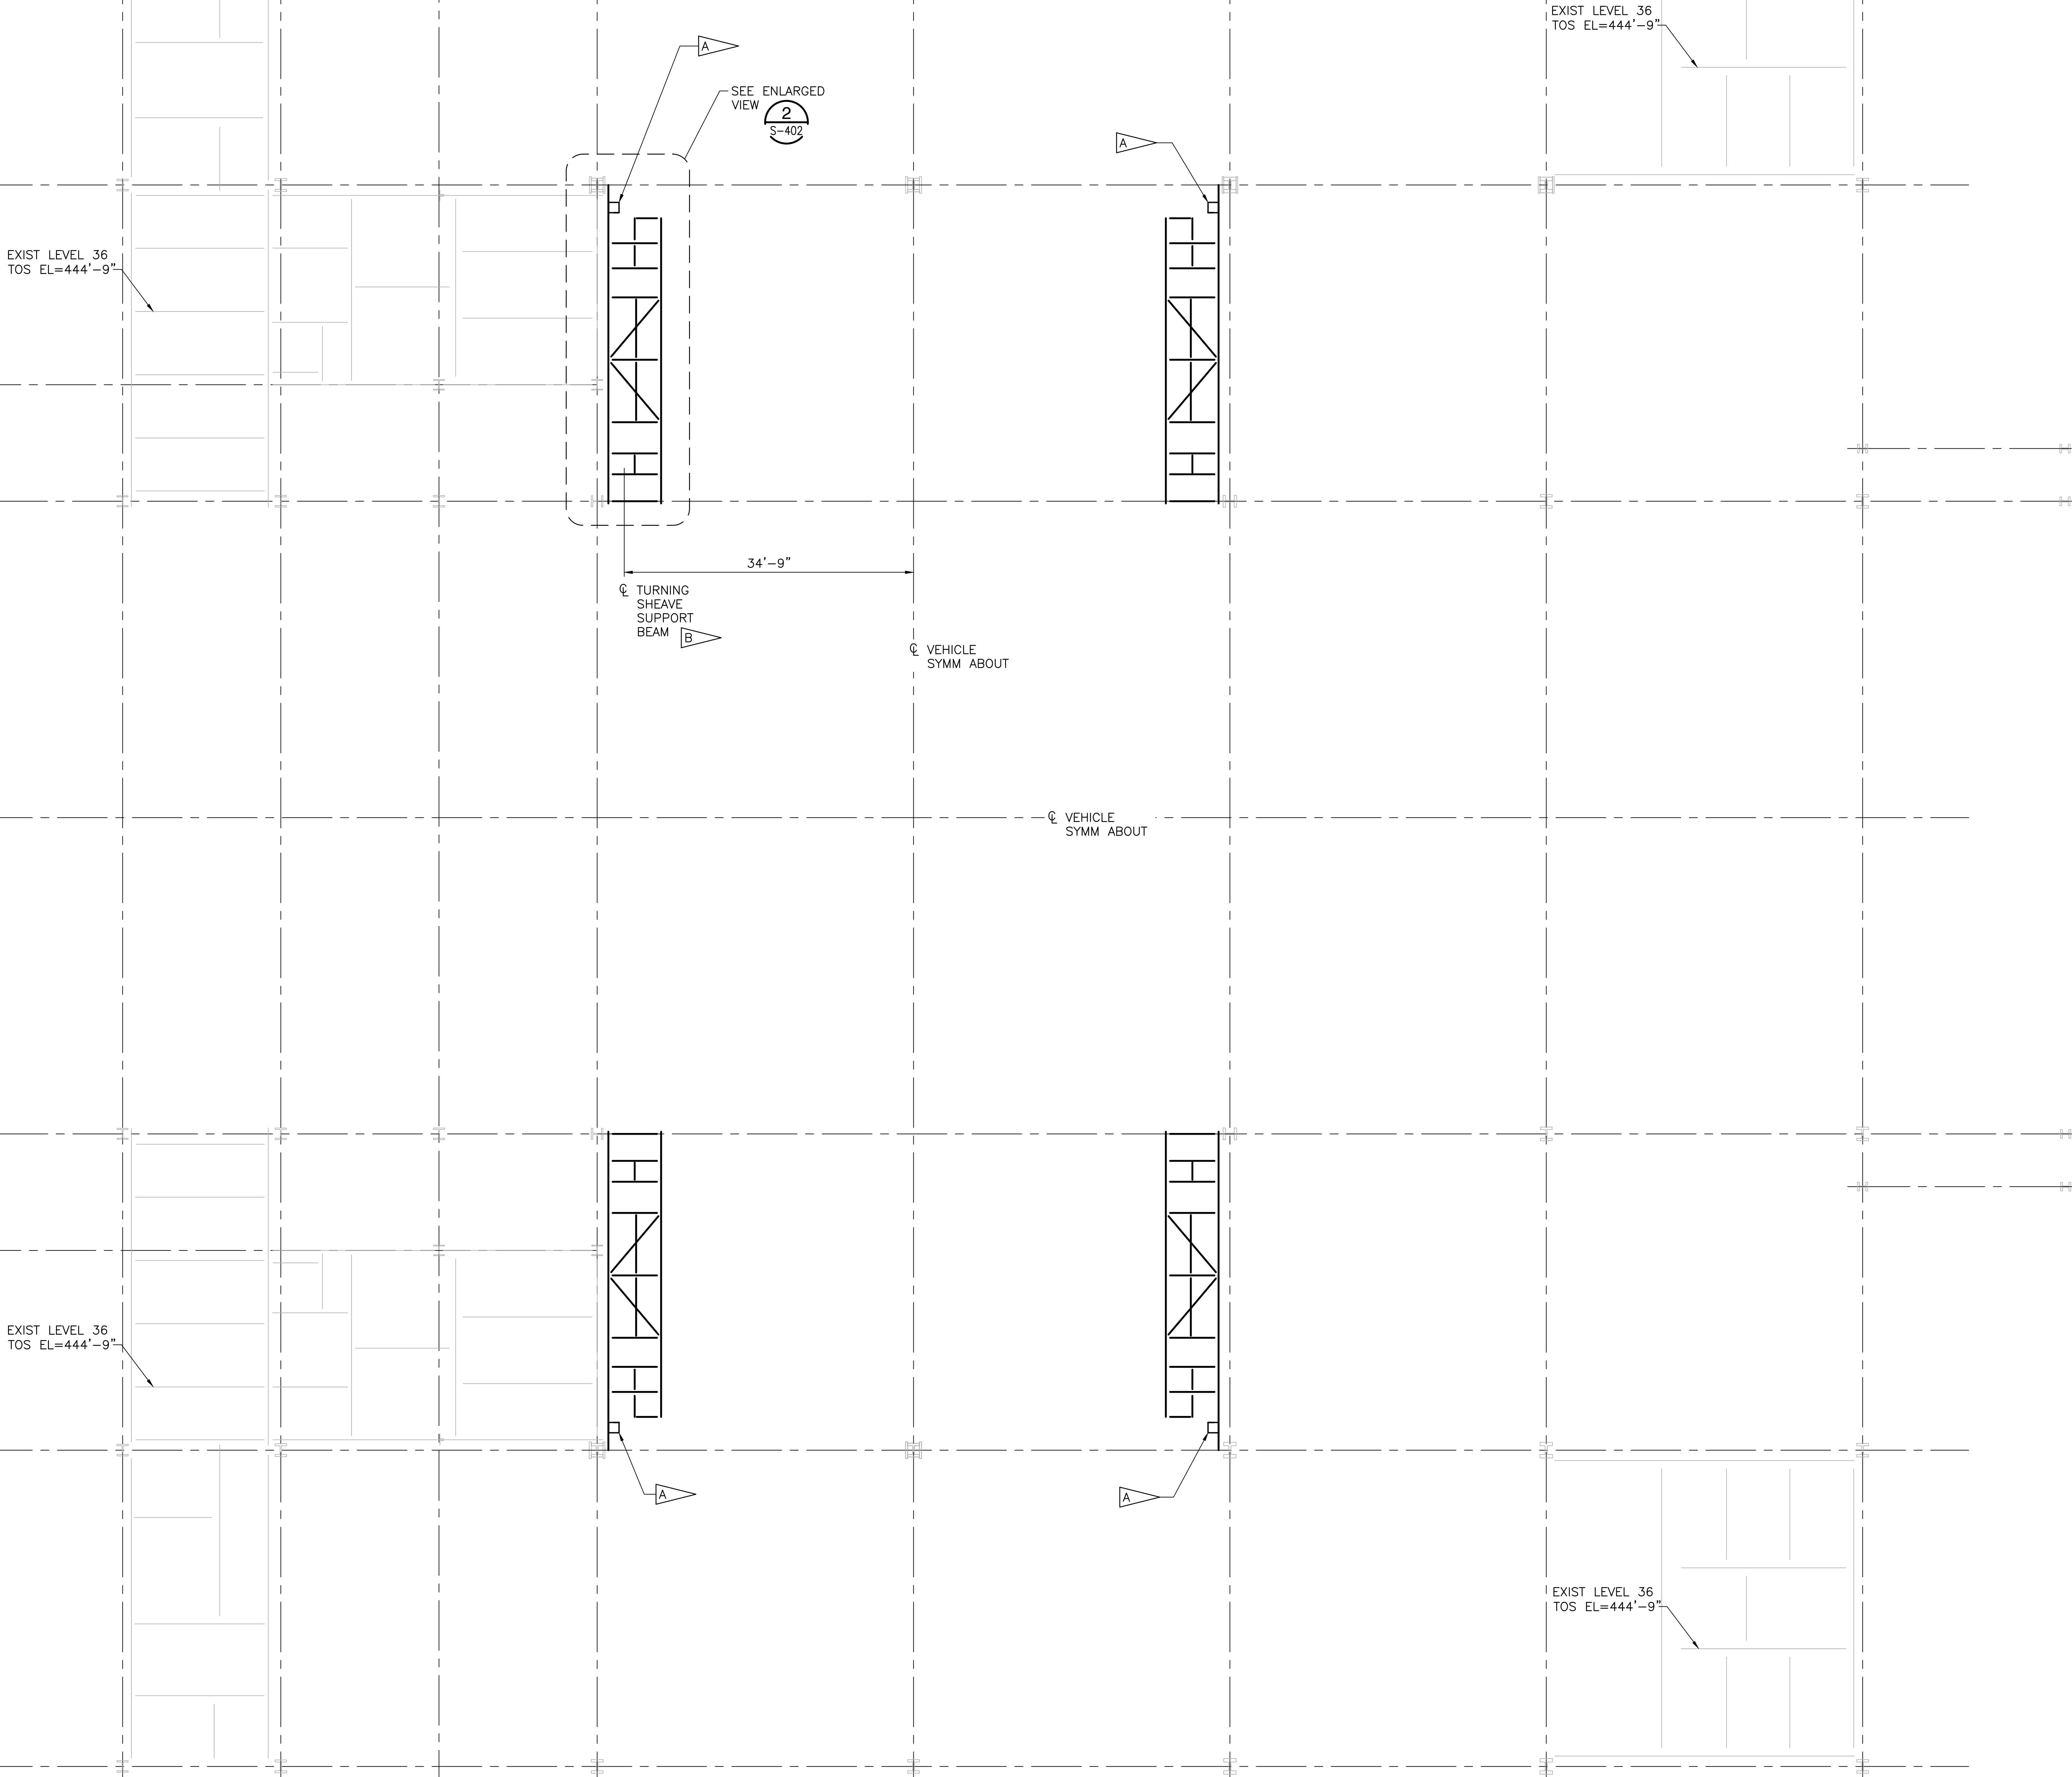 EXIST LEVEL 36
TOS EL=444'-9"
A
SEE ENLARGED
VIEW
2
S-402
A
EXIST LEVEL 36
TOS EL=444'-9"
34'-9"
℄ TURNING
SHEAVE
SUPPORT
BEAM
B
℄ VEHICLE
SYMM ABOUT
℄ VEHICLE
SYMM ABOUT
EXIST LEVEL 36
TOS EL=444'-9"
A
A
EXIST LEVEL 36
TOS EL=444'-9"